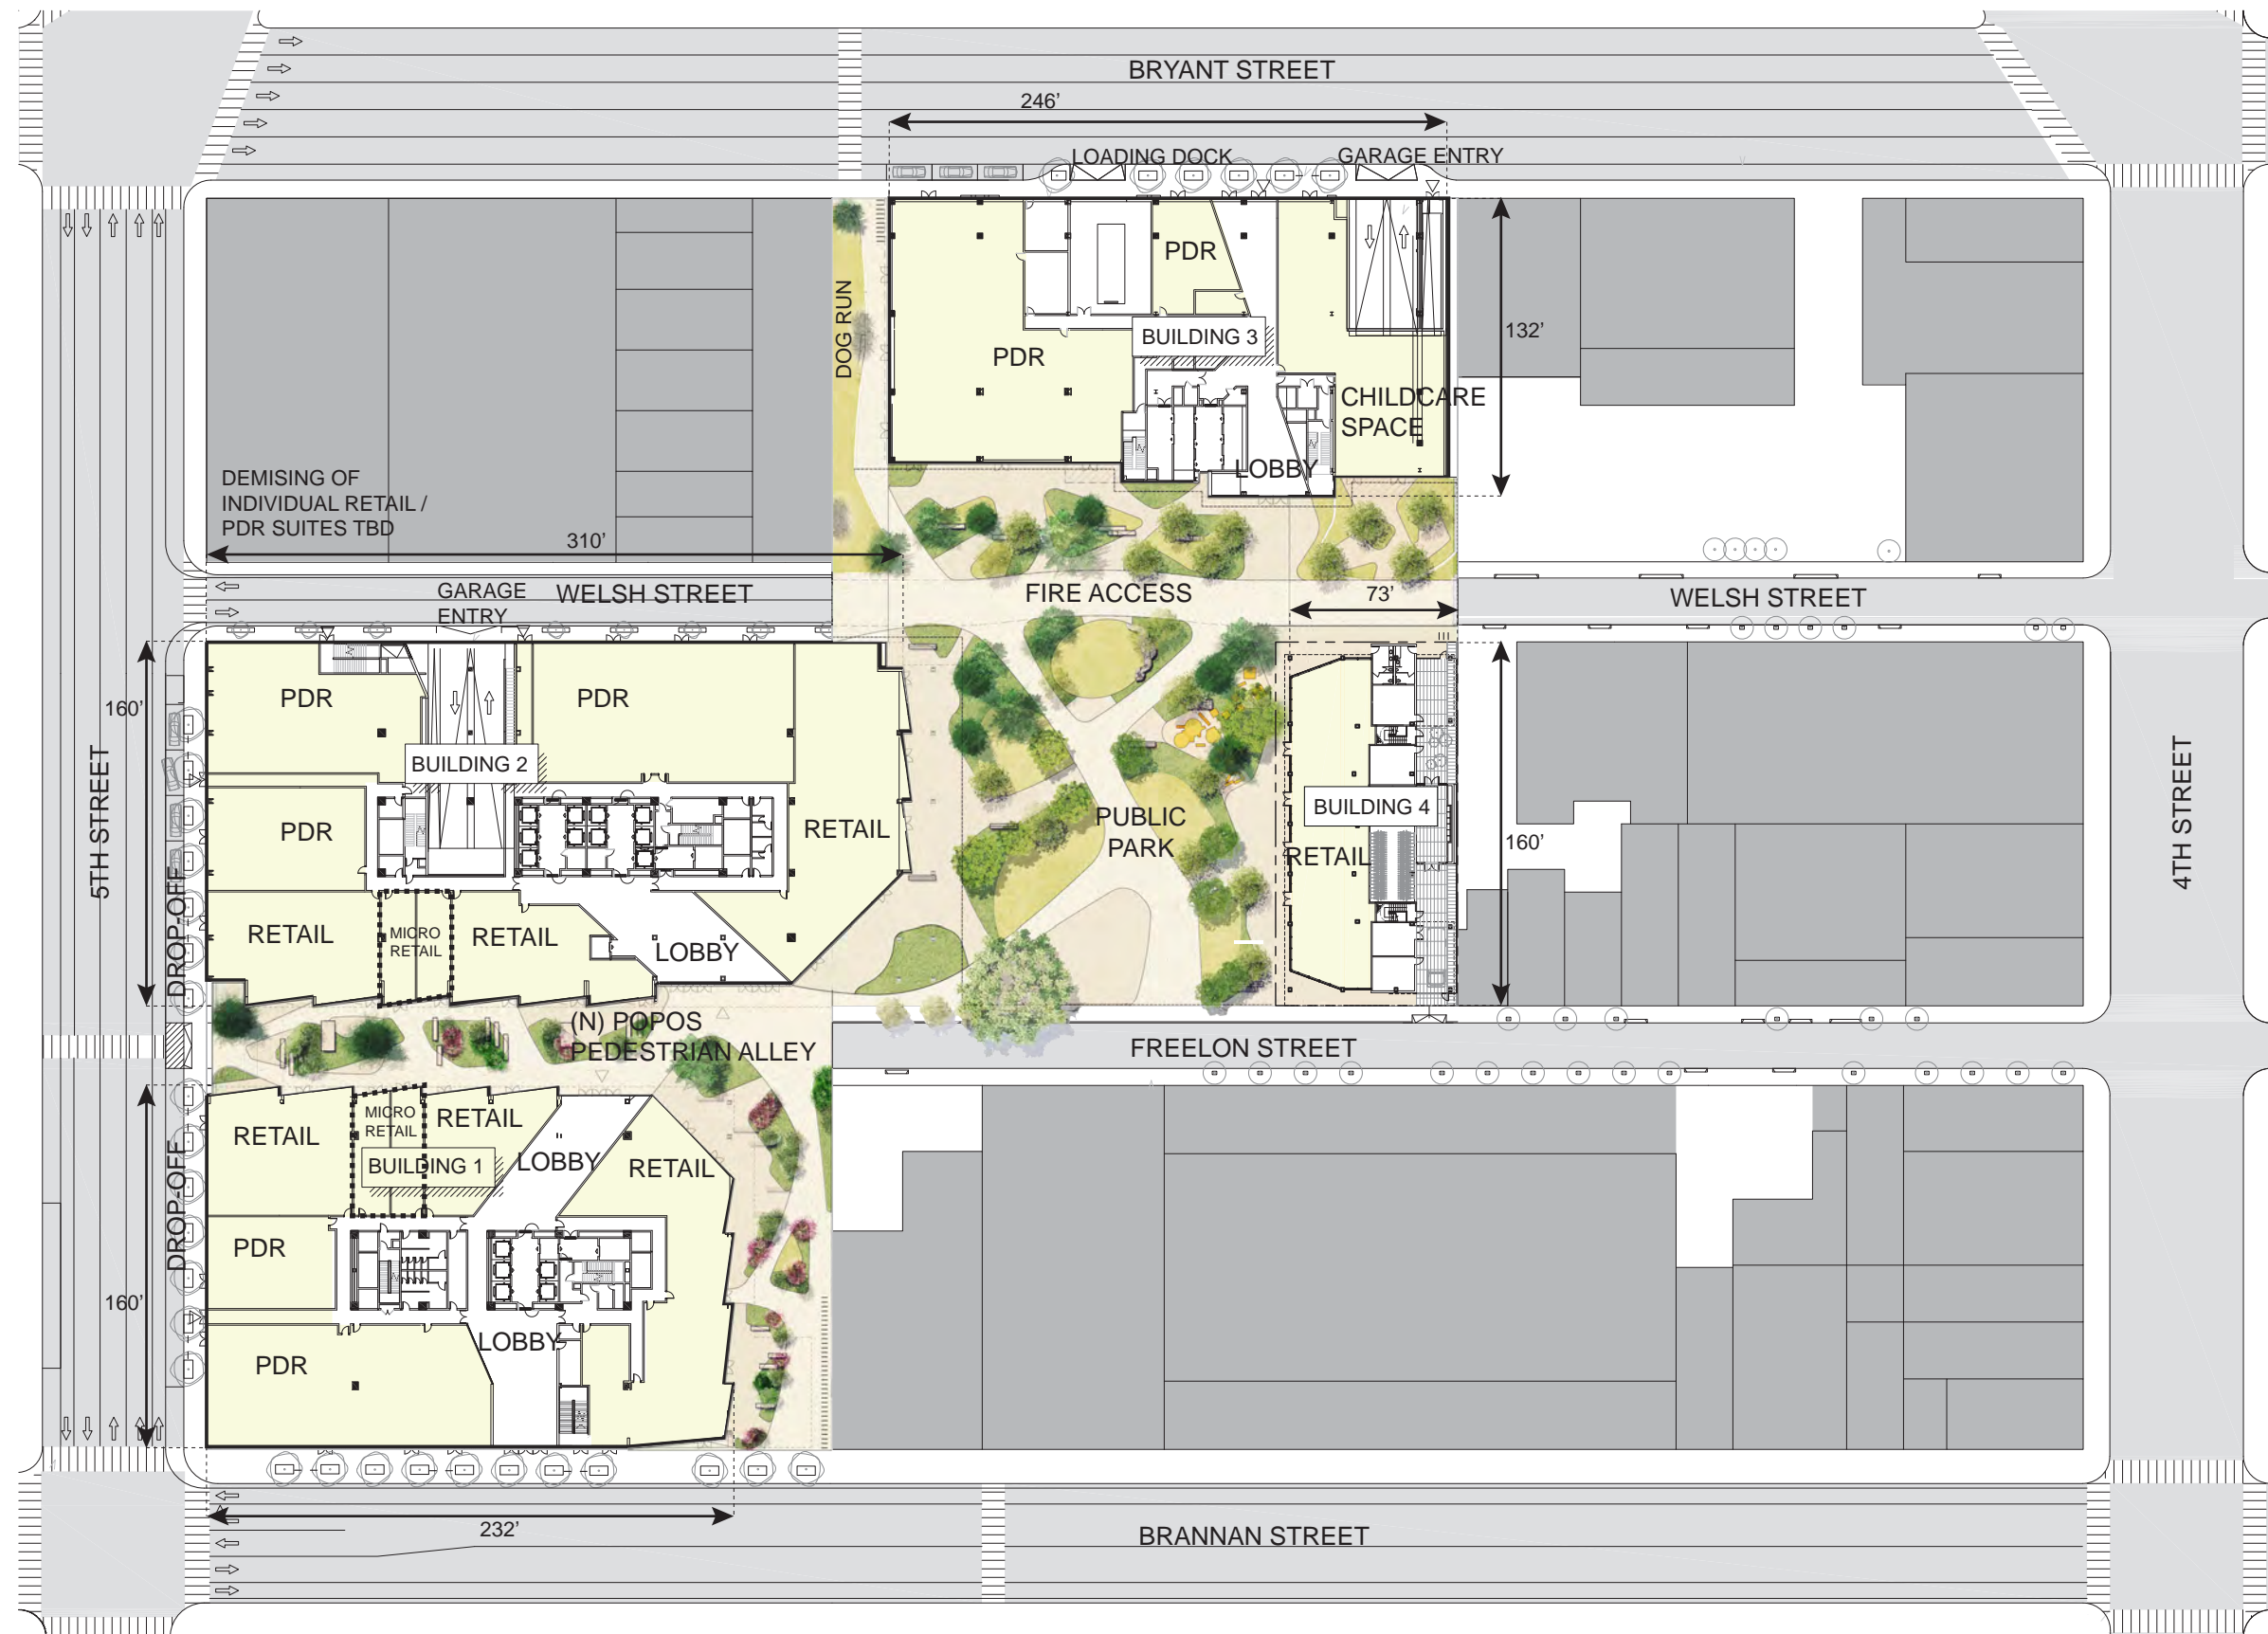 BRYANT STREET
246’
LOADING DOCK
GARAGE ENTRY
PDR
DOG RUN
BUILDING 3
132’
PDR
CHILDCARE
SPACE
LOBBY
DEMISING OF
INDIVIDUAL RETAIL /
PDR SUITES TBD
310’
GARAGE
ENTRY
WELSH STREET
FIRE ACCESS
73’
WELSH STREET
160’
PDR
PDR
BUILDING 2
5TH STREET
PDR
RETAIL
PUBLIC
PARK
BUILDING 4
RETAIL
160’
4TH STREET
DROP-OFF
RETAIL
MICRO
RETAIL
RETAIL
LOBBY
(N) POPOS
PEDESTRIAN ALLEY
FREELON STREET
RETAIL
MICRO
RETAIL
RETAIL
BUILDING 1
LOBBY
RETAIL
DROP-OFF
PDR
160’
LOBBY
PDR
232’
BRANNAN STREET